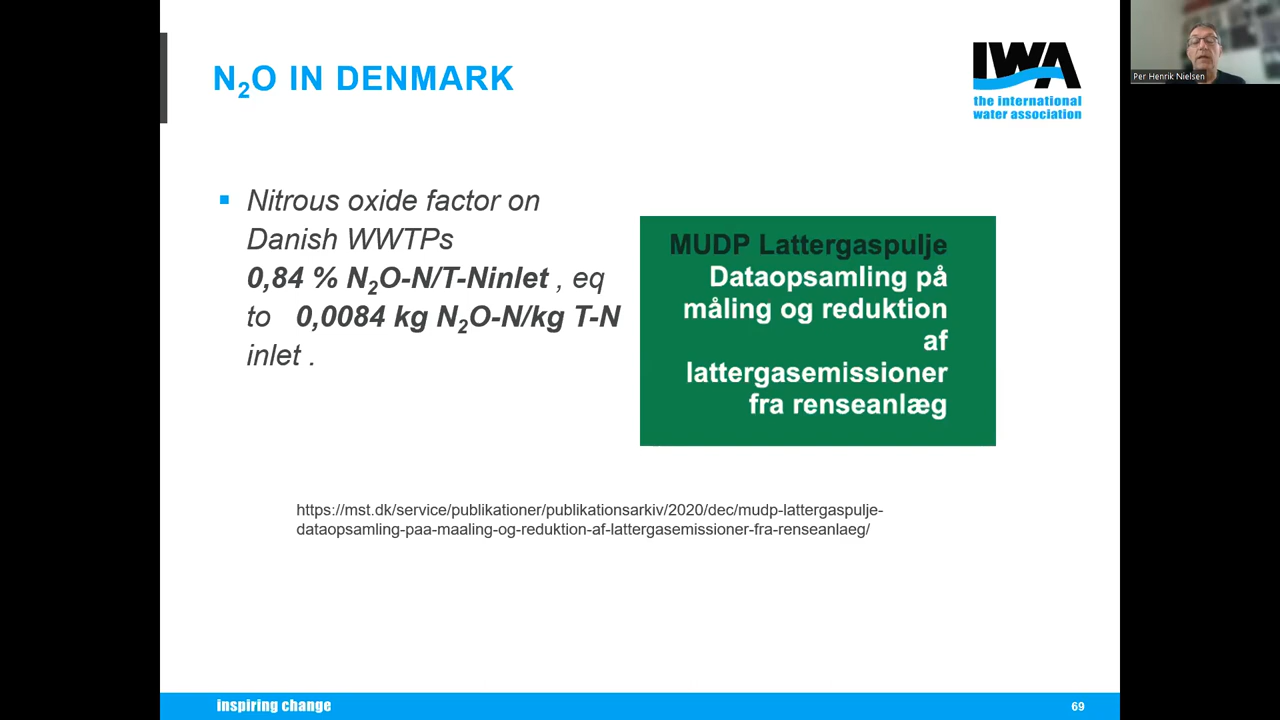 N2O IN DENMARK
IWA
the international
water association
Per Henrik Nielsen
▪ Nitrous oxide factor on
Danish WWTPs
0,84 % N2O-N/T-Ninlet , eq
to 0,0084 kg N2O-N/kg T-N
inlet .
MUDP Lattergaspulje
Dataopsamling på
måling og reduktion
af
lattergasemissioner
fra renseanlæg
https://mst.dk/service/publikationer/publikationsarkiv/2020/dec/mudp-lattergaspulje-
dataopsamling-paa-maaling-og-reduktion-af-lattergasemissioner-fra-renseanlaeg/
inspiring change
69